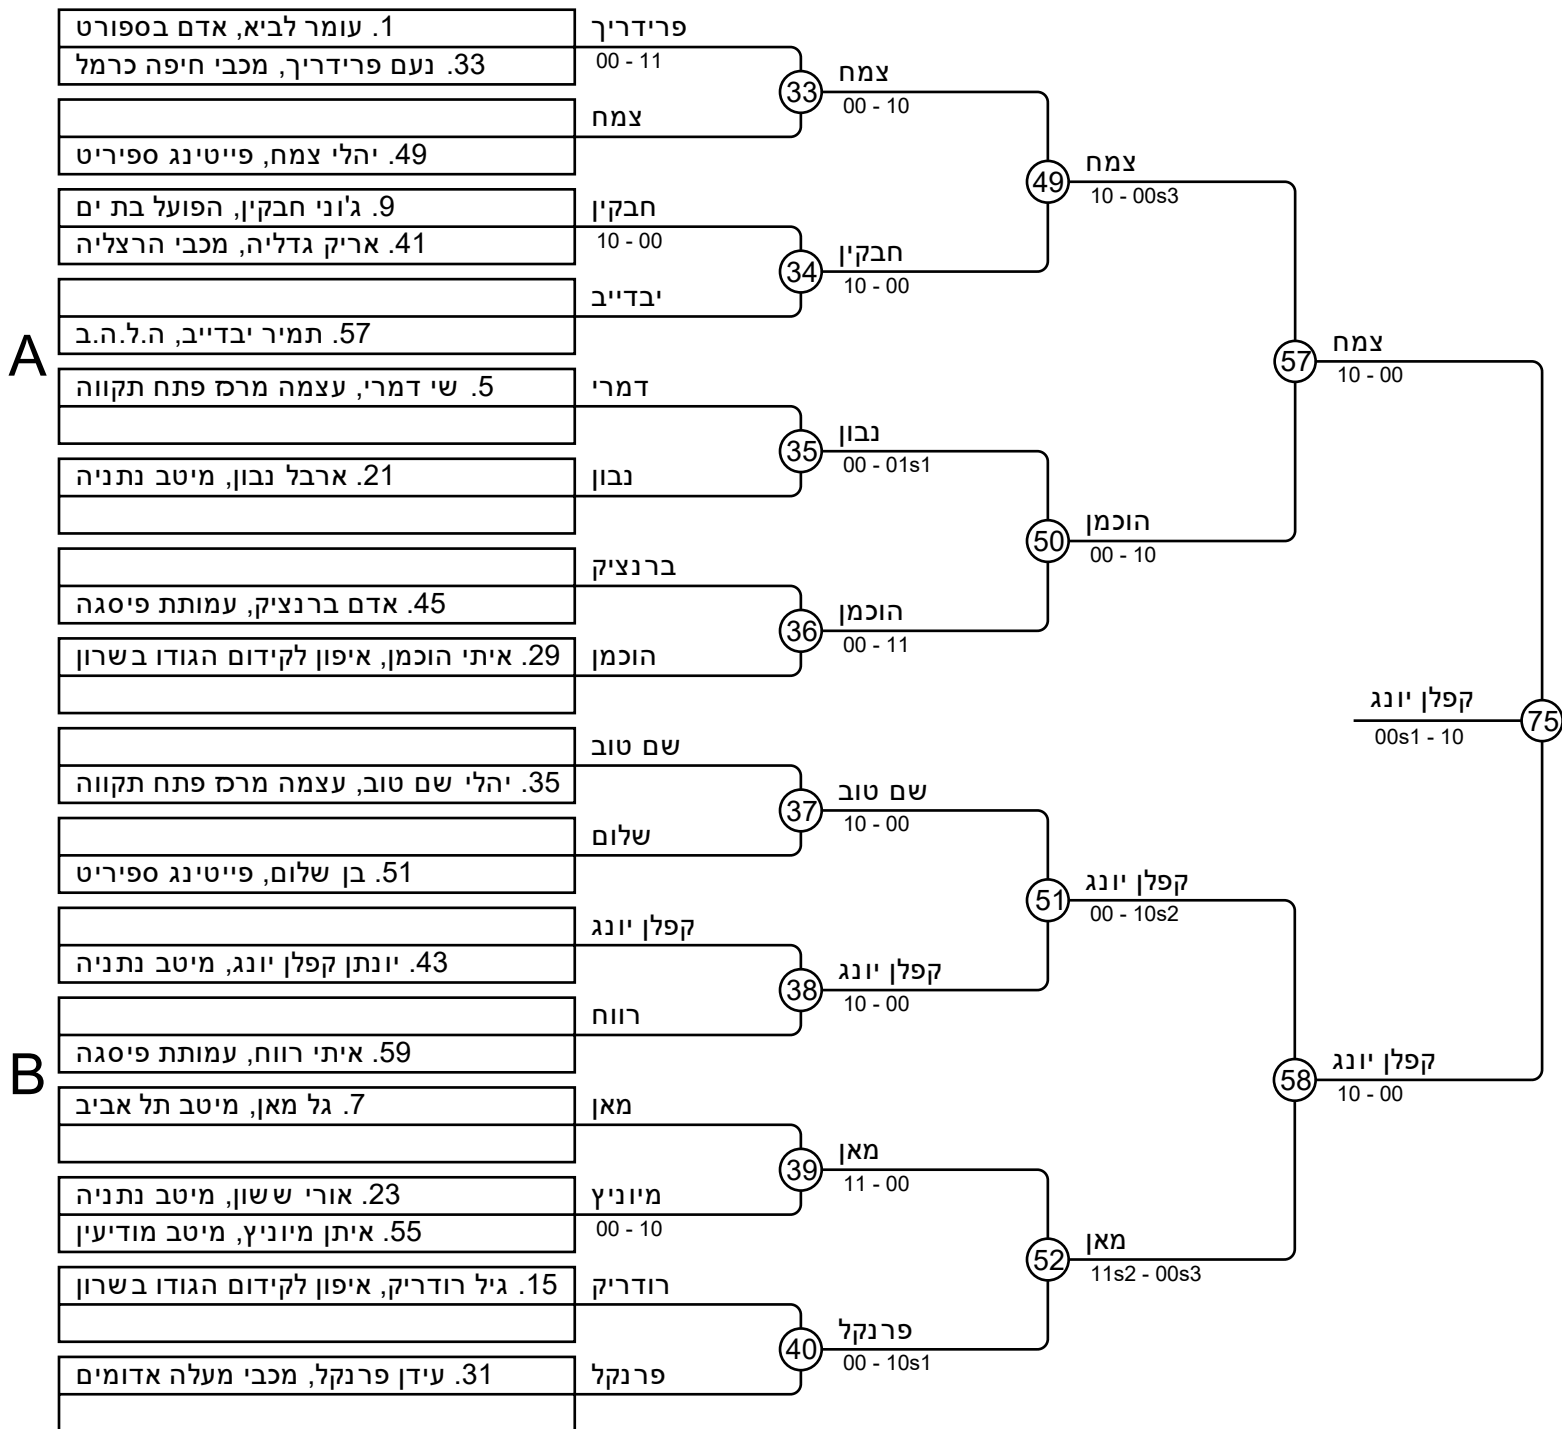 A
1. עומר לביא, אדם בספורט
33. נעם פרידריך, מכבי חיפה כרמל
49. יהלי צמח, פייטינג ספיריט
9. ג'וני חבקין, הפועל בת ים
41. אריק גדליה, מכבי הרצליה
57. תמיר יבדייב, ה.ל.ה.ב
5. שי דמרי, עצמה מרכז פתח תקווה
21. ארבל נבון, מיטב נתניה
45. אדם ברנציק, עמותת פיסגה
29. איתי הוכמן, איפון לקידום הגודו בשרון
B
35. יהלי שם טוב, עצמה מרכז פתח תקווה
51. בן שלום, פייטינג ספיריט
43. יונתן קפלן יונג, מיטב נתניה
59. איתי רווח, עמותת פיסגה
7. גל מאן, מיטב תל אביב
23. אורי ששון, מיטב נתניה
55. איתן מיוניץ, מיטב מודיעין
15. גיל רודריק, איפון לקידום הגודו בשרון
31. עידן פרנקל, מכבי מעלה אדומים
פרידריך
00 - 11
צמח
חבקין
10 - 00
יבדייב
דמרי
נבון
ברנציק
הוכמן
שם טוב
שלום
קפלן יונג
רווח
מאן
מיוניץ
00 - 10
רודריק
פרנקל
33
צמח
00 - 10
34
חבקין
10 - 00
35
נבון
00 - 01s1
36
הוכמן
00 - 11
37
שם טוב
10 - 00
38
קפלן יונג
10 - 00
39
מאן
11 - 00
40
פרנקל
00 - 10s1
49
צמח
10 - 00s3
50
הוכמן
00 - 10
51
קפלן יונג
00 - 10s2
52
מאן
11s2 - 00s3
57
צמח
10 - 00
58
קפלן יונג
10 - 00
קפלן יונג
00s1 - 10
75